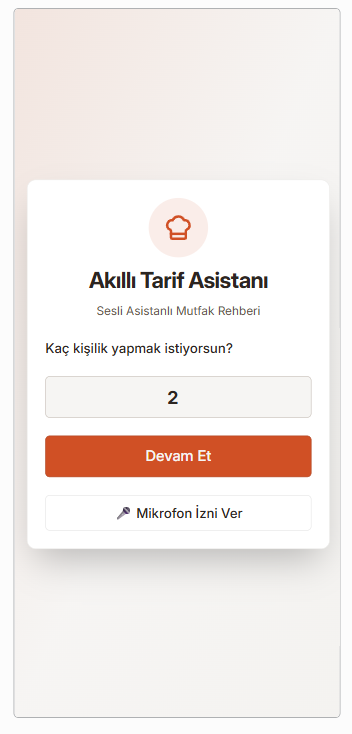 Akıllı Tarif Asistanı
Sesli Asistanlı Mutfak Rehberi
Kaç kişilik yapmak istiyorsun?
2
Devam Et
🎤 Mikrofon İzni Ver